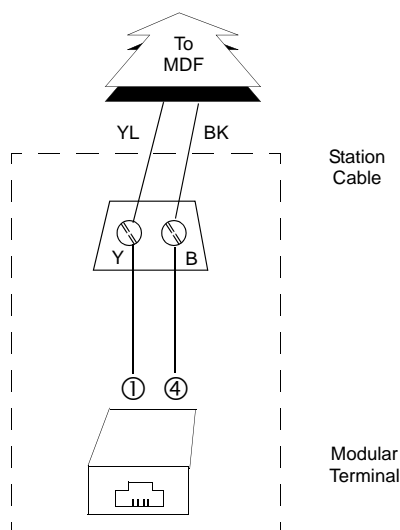 To
MDF
YL
BK
Station
Cable
Y
B
① ④
Modular
Terminal